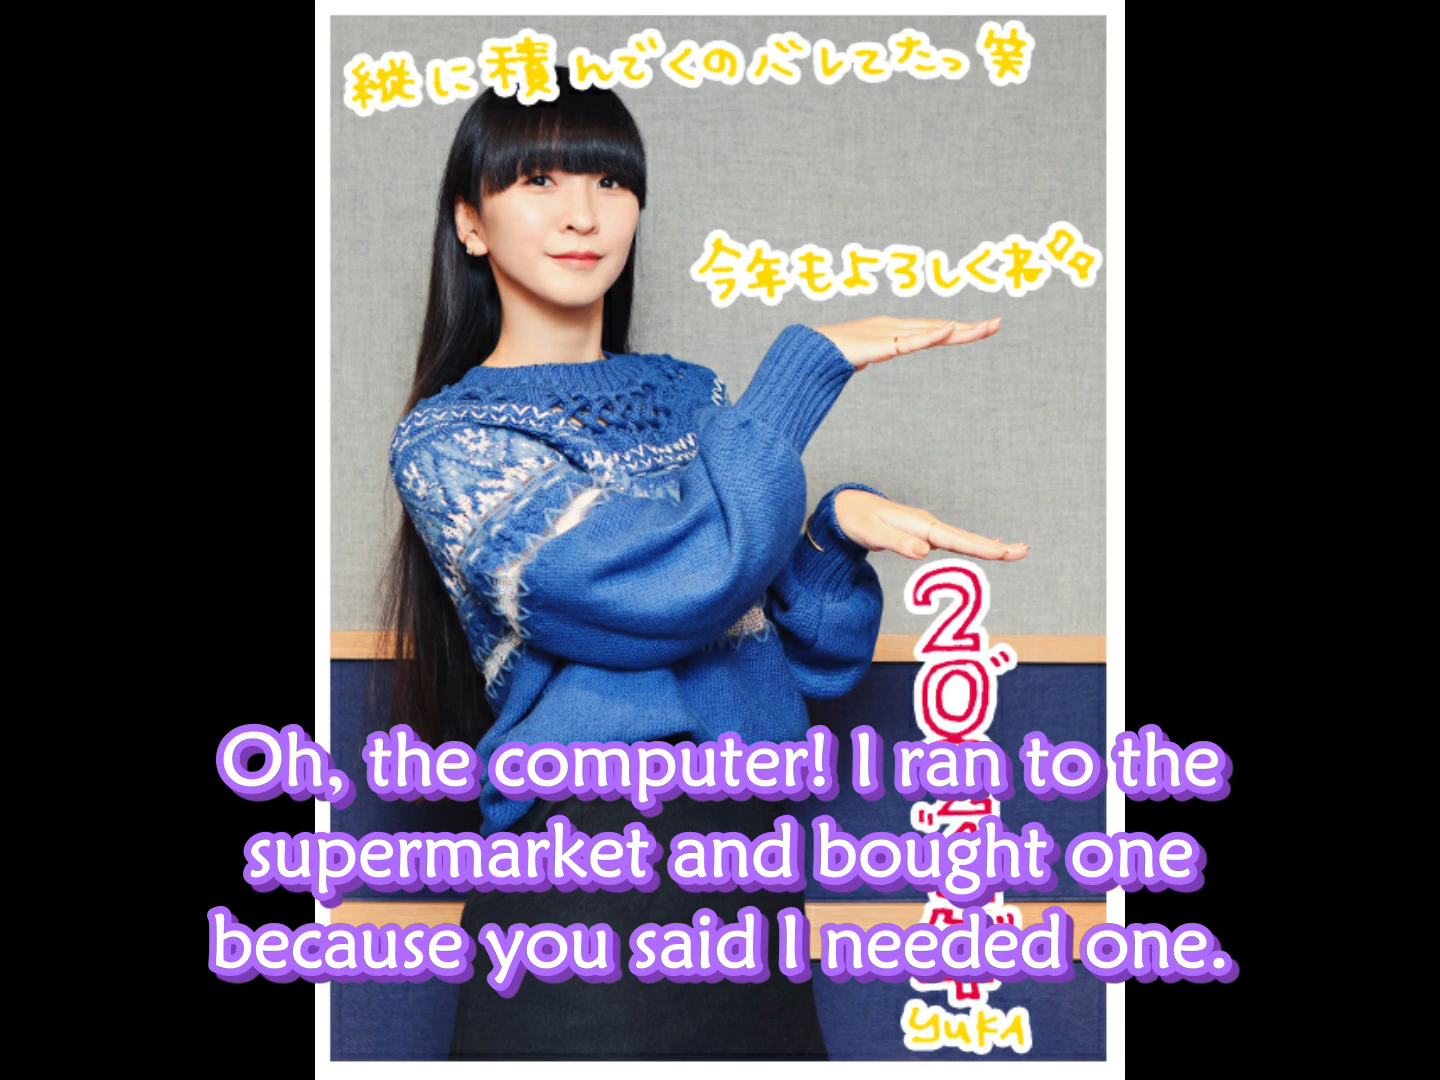 縦に積んでくのバレてたっ笑
今年もよろしくね
20
Oh, the computer! I ran to the
supermarket and bought one
because you said I needed one.
YUKA